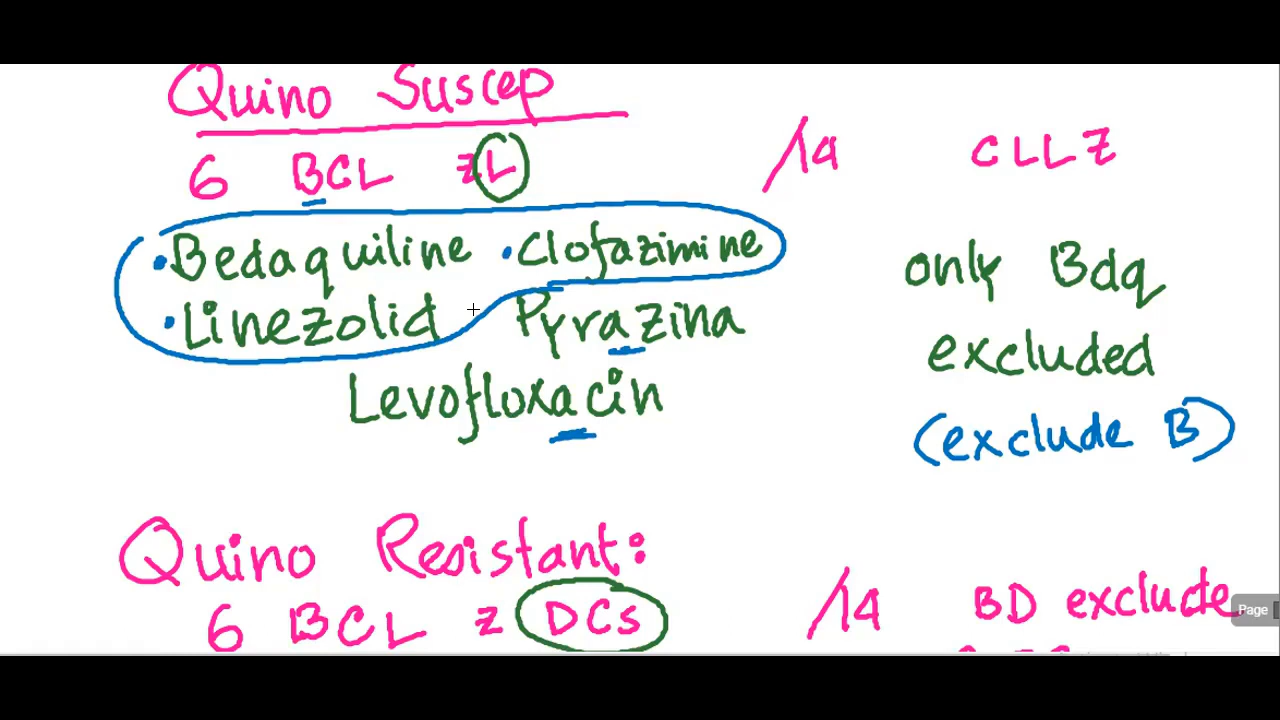 Quino Suscep
6 BCL ZL /14 CLLZ
• Bedaquiline • Clofazimine only Bdq
• Linezolid Pyrazina excluded
Levofloxacin (exclude B)
Quino Resistant:
6 BCL Z DCs /14 BD exclude
Page